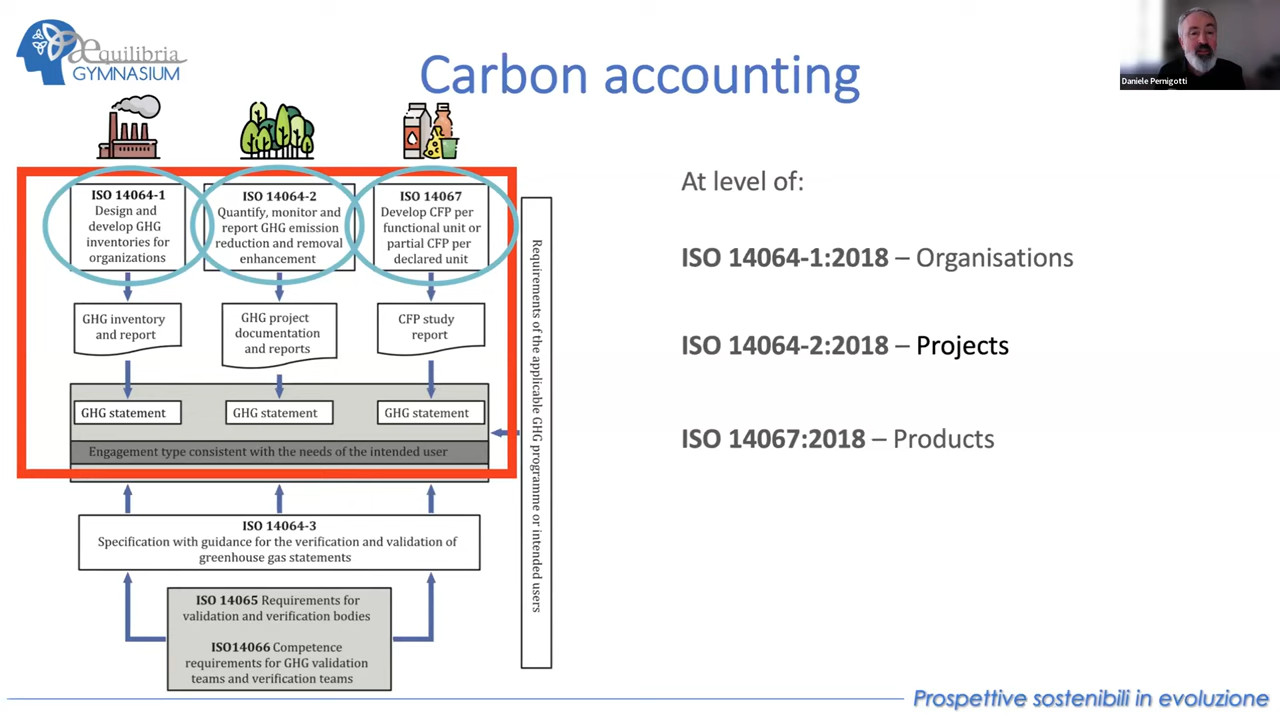 æquilibria
GYMNASIUM
Carbon accounting
Daniele Pernigotti
ISO 14064-1
Design and
develop GHG
inventories for
organizations
ISO 14064-2
Quantify, monitor and
report GHG emission
reduction and removal
enhancement
ISO 14067
Develop CFP per
functional unit or
partial CFP per
declared unit
GHG inventory
and report
GHG project
documentation
and reports
CFP study
report
GHG statement
GHG statement
GHG statement
Engagement type consistent with the needs of the intended user
ISO 14064-3
Specification with guidance for the verification and validation of
greenhouse gas statements
ISO 14065 Requirements for
validation and verification bodies
ISO14066 Competence
requirements for GHG validation
teams and verification teams
Requirements of the applicable GHG programme or intended users
At level of:
ISO 14064-1:2018 – Organisations
ISO 14064-2:2018 – Projects
ISO 14067:2018 – Products
Prospettive sostenibili in evoluzione